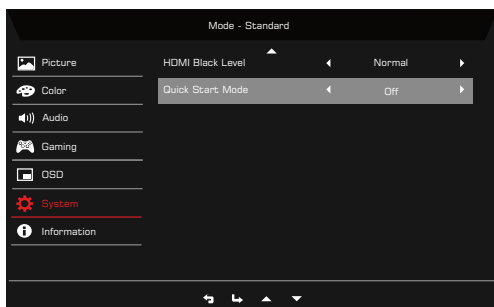 Mode - Standard
Picture
HDMI Black Level Normal
Color
Quick Start Mode Off
Audio
Gaming
OSD
System
Information